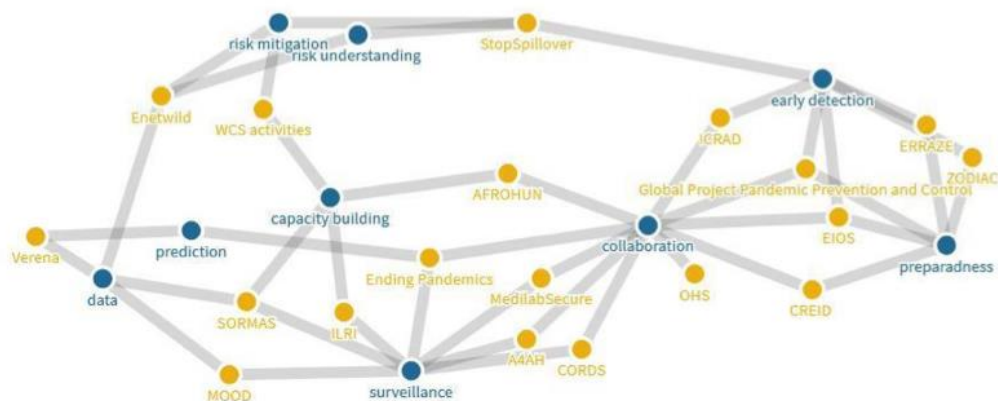 risk mitigation
risk understanding
StopSpillover
early detection
Enetwild
WCS activities
ICRAD
ERRAZE
ZODIAC
AFROHUN
Global Project Pandemic Prevention and Control
capacity building
collaboration
EIOS
Verena
prediction
Ending Pandemics
preparadness
data
MedilabSecure
OHS
SORMAS
ILRI
CREID
A4AH
CORDS
MOOD
surveillance